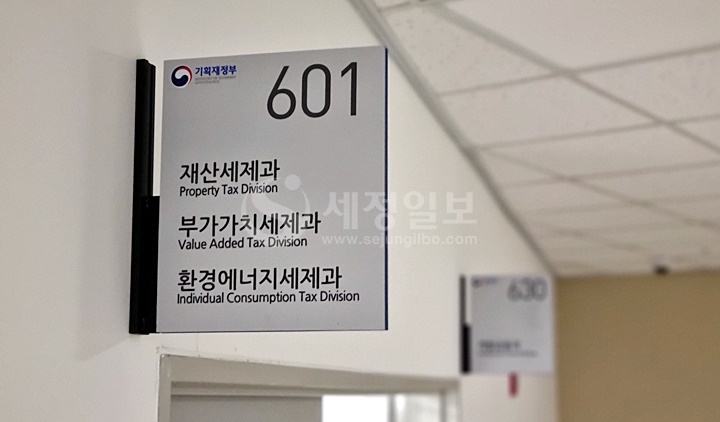 기획재정부
601
재산세제과
Property Tax Division
부가가치세제과
Value Added Tax Division
환경에너지세제과
Individual Consumption Tax Division
세정일보
www.sejungilbo.com
630